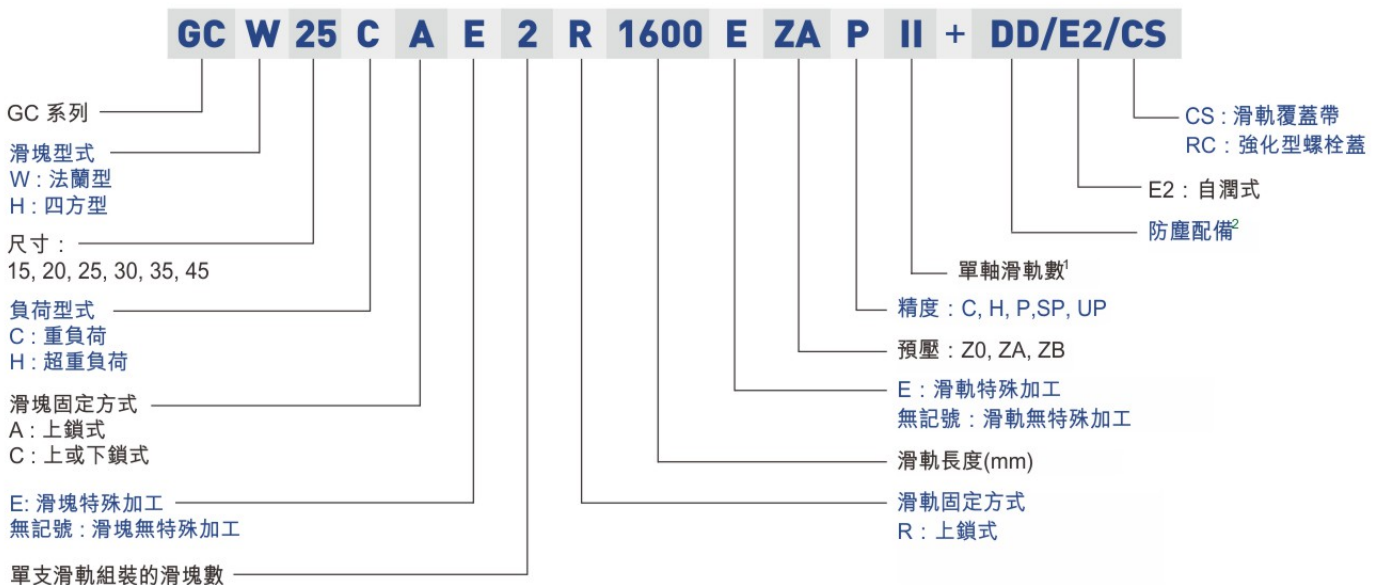 GC W 25 C A E 2 R 1600 E ZA P II + DD/E2/CS
GC 系列
滑塊型式
W : 法蘭型
H : 四方型
尺寸 :
15, 20, 25, 30, 35, 45
負荷型式
C : 重負荷
H : 超重負荷
滑塊固定方式
A : 上鎖式
C : 上或下鎖式
E: 滑塊特殊加工
無記號 : 滑塊無特殊加工
單支滑軌組裝的滑塊數
CS : 滑軌覆蓋帶
RC : 強化型螺栓蓋
E2 : 自潤式
防塵配備²
單軸滑軌數¹
精度 : C, H, P,SP, UP
預壓 : Z0, ZA, ZB
E : 滑軌特殊加工
無記號 : 滑軌無特殊加工
滑軌長度(mm)
滑軌固定方式
R : 上鎖式